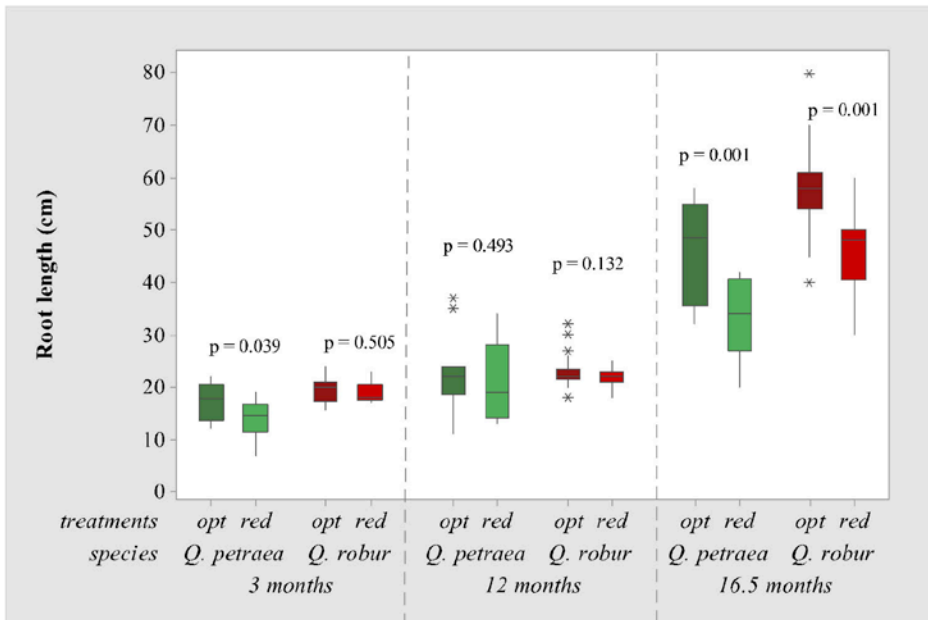 Root length (cm)
80
70
60
50
40
30
20
10
0
p = 0.039
p = 0.505
p = 0.493
p = 0.132
p = 0.001
p = 0.001
treatments opt red opt red opt red opt red opt red opt red
species Q. petraea Q. robur Q. petraea Q. robur Q. petraea Q. robur
3 months 12 months 16.5 months